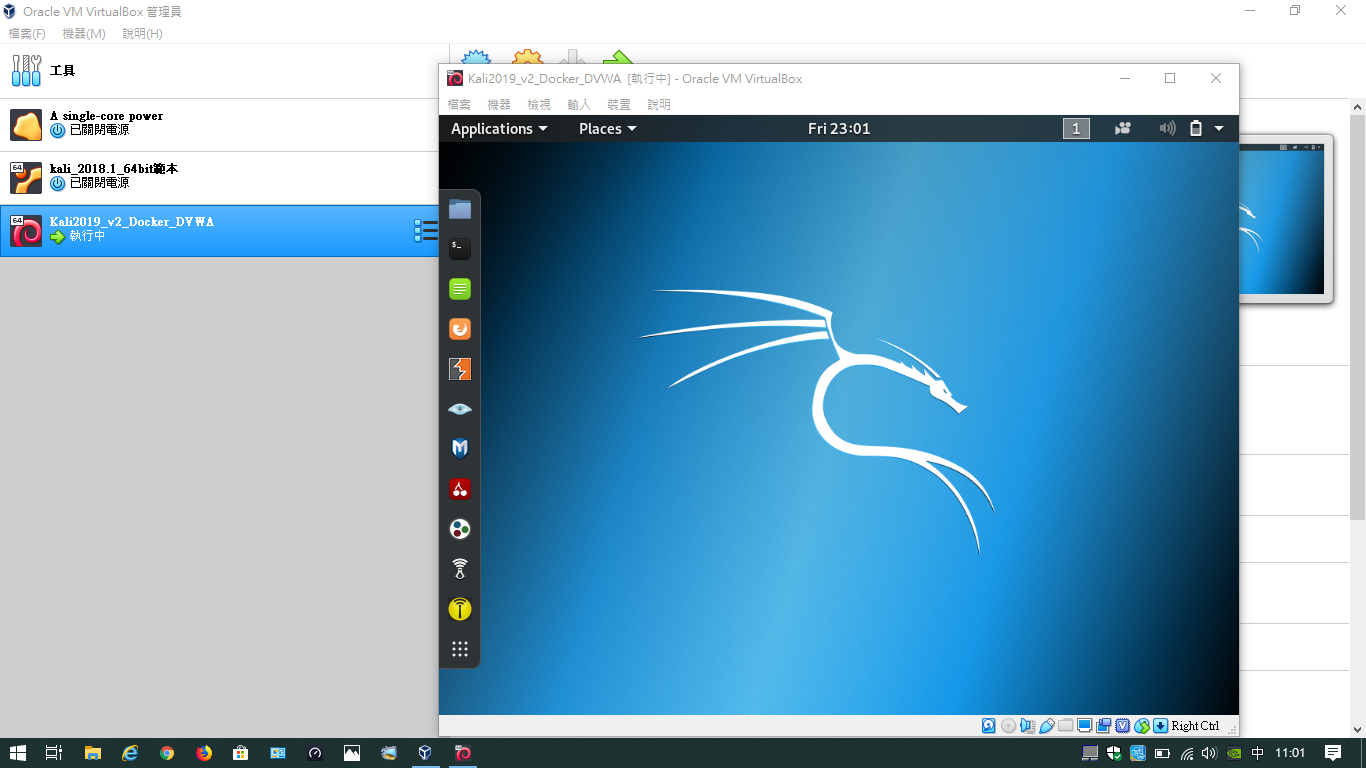 Oracle VM VirtualBox 管理員
檔案(F) 機器(M) 說明(H)
工具
A single-core power
已關閉電源
64
kali_2018.1_64bit範本
已關閉電源
64
Kali2019_v2_Docker_DVWA
執行中
Kali2019_v2_Docker_DVWA [執行中] - Oracle VM VirtualBox
檔案 機器 檢視 輸入 裝置 說明
Applications Places Fri 23:01 1
Right Ctrl
中 11:01